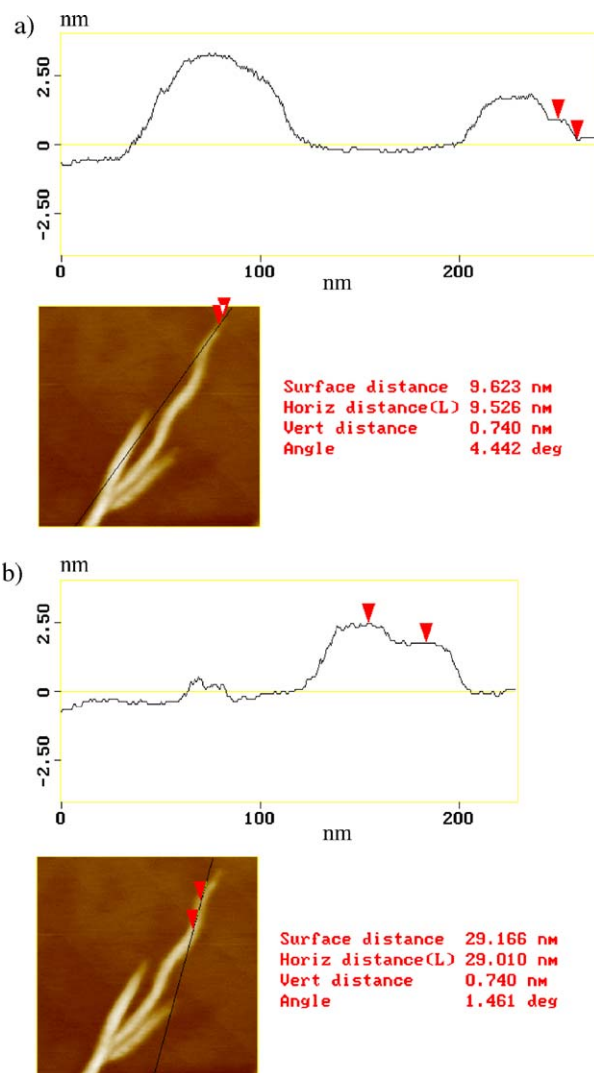 a)
nm
2.50
0
-2.50
0 100 200
nm
Surface distance 9.623 nm
Horiz distance(L) 9.526 nm
Vert distance 0.740 nm
Angle 4.442 deg
b)
nm
2.50
0
-2.50
0 100 200
nm
Surface distance 29.166 nm
Horiz distance(L) 29.010 nm
Vert distance 0.740 nm
Angle 1.461 deg